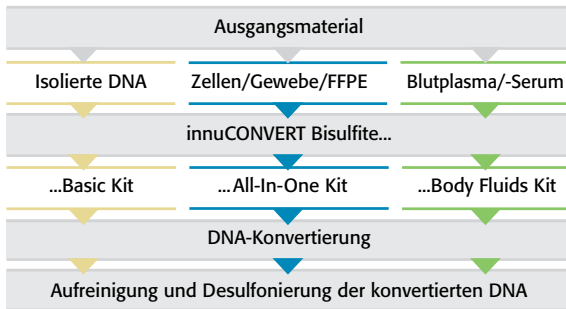 Ausgangsmaterial
Isolierte DNA
Zellen/Gewebe/FFPE
Blutplasma/-Serum
innuCONVERT Bisulfite...
...Basic Kit
...All-In-One Kit
...Body Fluids Kit
DNA-Konvertierung
Aufreinigung und Desulfonierung der konvertierten DNA